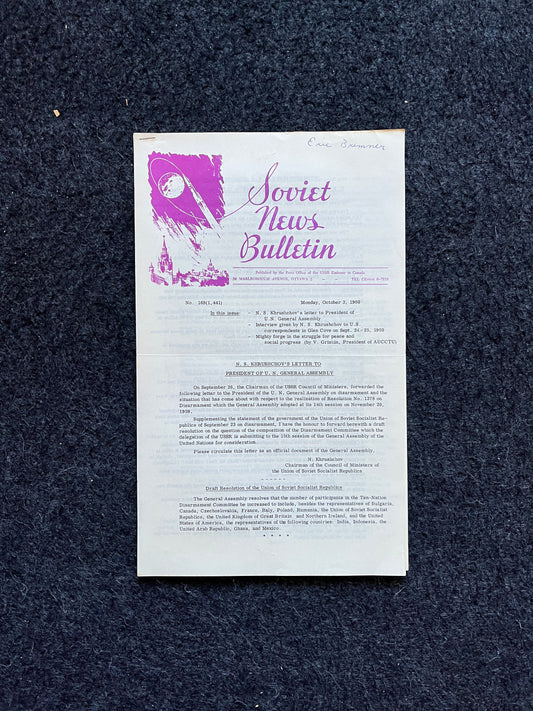 Eric Bremner
Soviet
News
Bulletin
Published by the Press Office of the USSR Embassy in Canada
MARLBOROUGH AVENUE, OTTAWA 2 - - TEL CEntral
No. 168(1,441) Monday, October 3, 1960
In this issue: - N. S. Khrushchov's letter to President of
U.N. General Assembly
- Interview given by N. S. Khrushchov to U.S.
correspondents in Glen Cove on Sept. 24-25, 1960
- Mighty forge in the struggle for peace and
social progress (by V. Grishin, President of AUCCTU)
N. S. KHRUSHCHOV'S LETTER TO
PRESIDENT OF U. N. GENERAL ASSEMBLY
On September 26, the Chairman of the USSR Council of Ministers, forwarded the
following letter to the President of the U. N. General Assembly on disarmament and the
situation that has come about with respect to the realisation of Resolution No. 1378 on
Disarmament which the General Assembly adopted at its 14th session on November 20,
1959.
Supplementing the statement of the government of the Union of Soviet Socialist Re-
publics of September 23 on disarmament, I have the honour to forward herewith a draft
resolution on the question of the composition of the Disarmament Committee which the
delegation of the USSR is submitting to the 15th session of the General Assembly of the
United Nations for consideration.
Please circulate this letter as an official document of the General Assembly.
N. Khrushchov
Chairman of the Council of Ministers of
the Union of Soviet Socialist Republics
- - - - - -
Draft Resolution of the Union of Soviet Socialist Republics
The General Assembly resolves that the number of participants in the Ten-Nation
Disarmament Committee be increased to include, besides the representatives of Bulgaria,
Canada, Czechoslovakia, France, Italy, Poland, Rumania, the Union of Soviet Socialist
Republics, the United Kingdom of Great Britain and Northern Ireland, and the United
States of America, the representatives of the following countries: India, Indonesia, the
United Arab Republic, Ghana, and Mexico.
* * * *